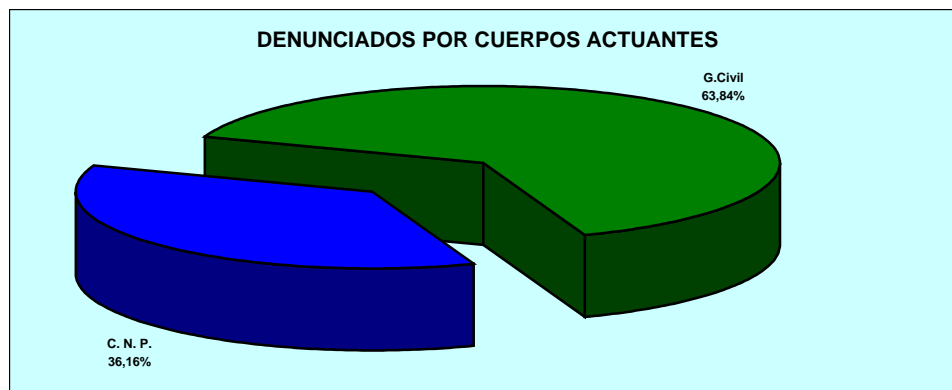 DENUNCIADOS POR CUERPOS ACTUANTES
G.Civil
63,84%
C. N. P.
36,16%